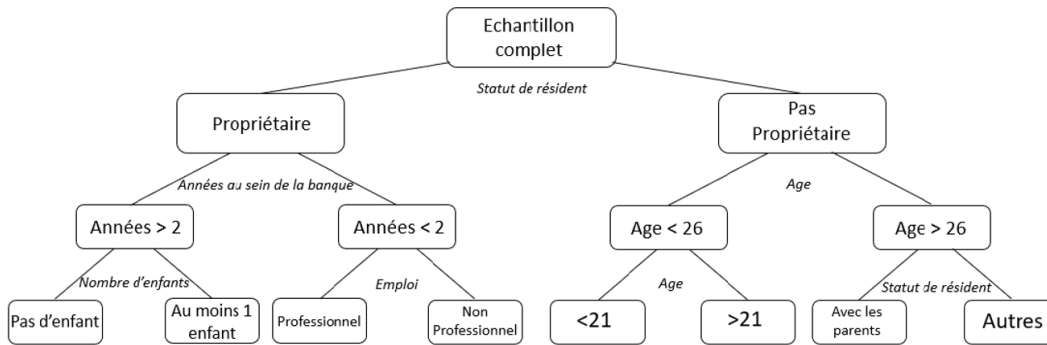 Echantillon
complet
Statut de résident
Propriétaire
Pas
Propriétaire
Années au sein de la banque
Age
Années > 2
Années < 2
Age < 26
Age > 26
Nombre d'enfants
Emploi
Age
Statut de résident
Pas d'enfant
Au moins 1
enfant
Professionnel
Non
Professionnel
<21
>21
Avec les
parents
Autres